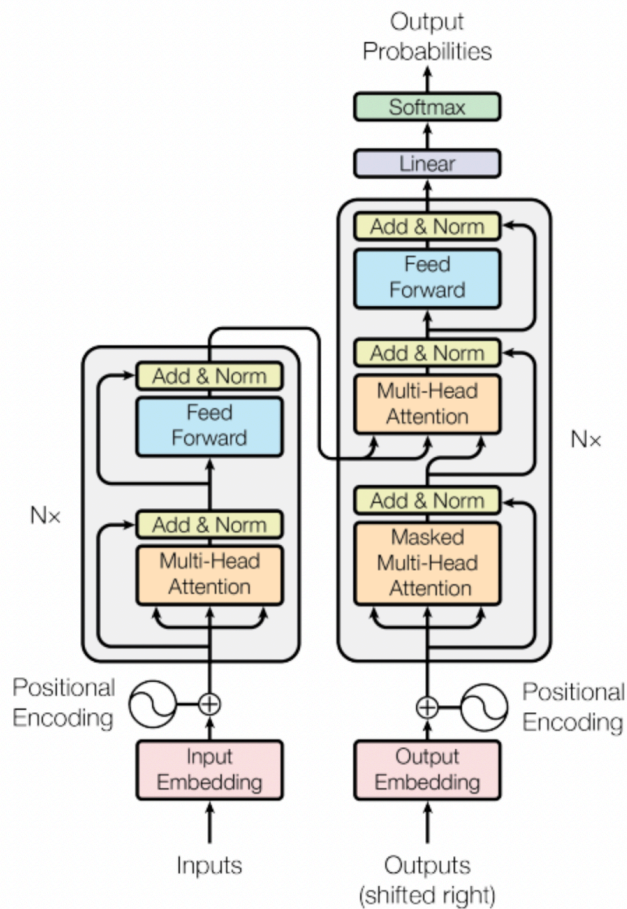 Output
Probabilities
Softmax
Linear
Add & Norm
Feed
Forward
Add & Norm
Multi-Head
Attention
Add & Norm
Masked
Multi-Head
Attention
N×
Add & Norm
Feed
Forward
Add & Norm
Multi-Head
Attention
N×
Positional
Encoding
Positional
Encoding
Input
Embedding
Output
Embedding
Inputs
Outputs
(shifted right)